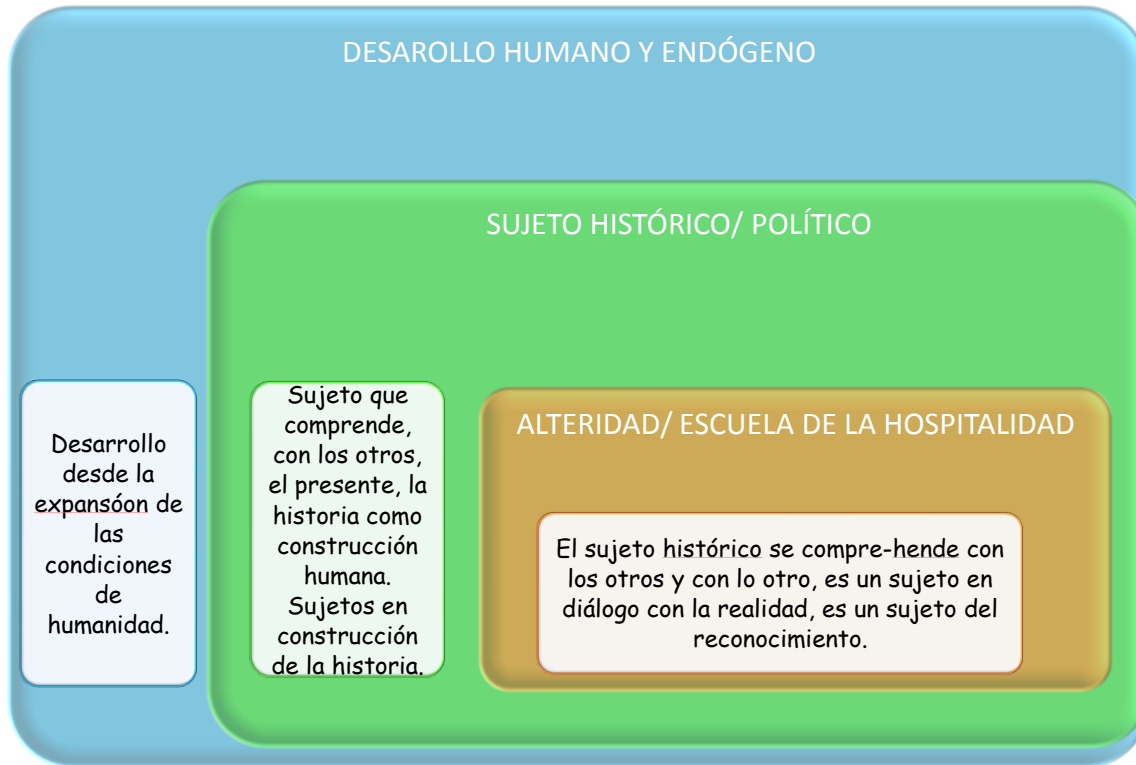 DESAROLLO HUMANO Y ENDÓGENO
SUJETO HISTÓRICO/ POLÍTICO
Desarrollo
desde la
expansóon de
las
condiciones
de
humanidad.
Sujeto que
comprende,
con los otros,
el presente, la
historia como
construcción
humana.
Sujetos en
construcción
de la historia.
ALTERIDAD/ ESCUELA DE LA HOSPITALIDAD
El sujeto histórico se compre-hende con
los otros y con lo otro, es un sujeto en
diálogo con la realidad, es un sujeto del
reconocimiento.